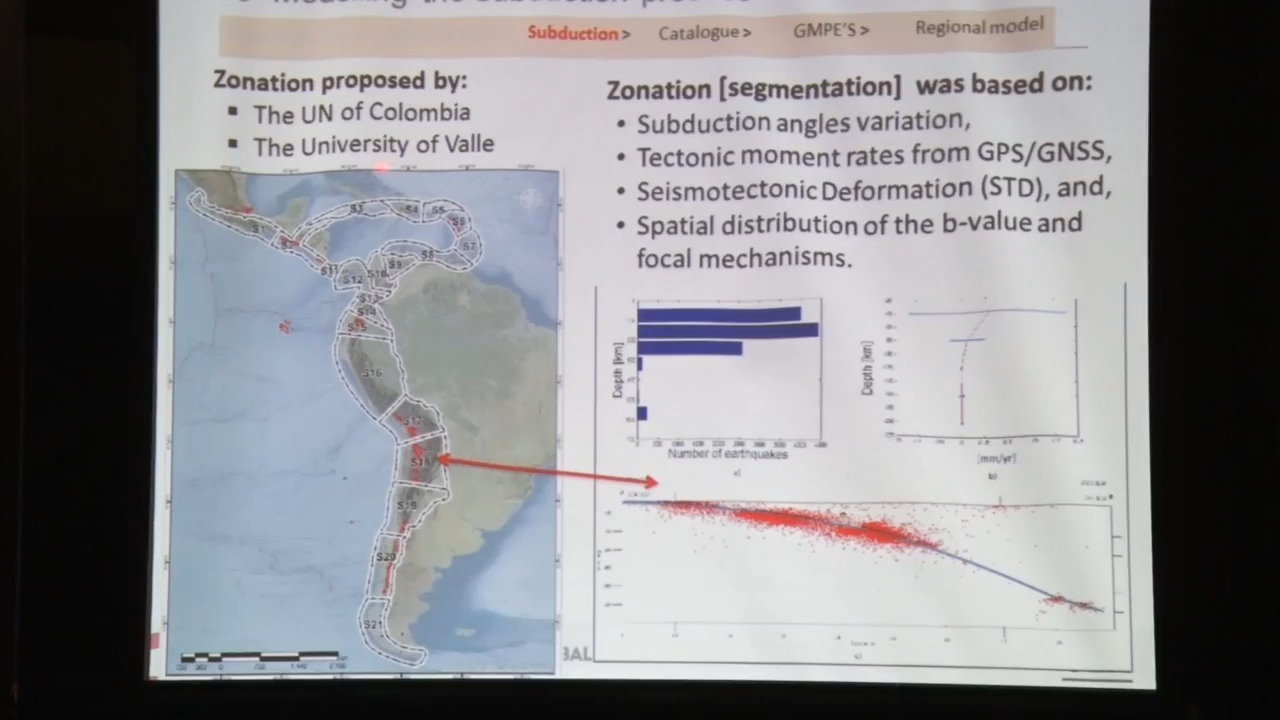 Subduction > Catalogue > GMPE'S > Regional model
Zonation proposed by:
▪ The UN of Colombia
▪ The University of Valle
Zonation [segmentation] was based on:
• Subduction angles variation,
• Tectonic moment rates from GPS/GNSS,
• Seismotectonic Deformation (STD), and,
• Spatial distribution of the b-value and
focal mechanisms.
S1
S3
S4
S5
S6
S7
S8
S9
S10
S11
S12
S13
S14
S15
S16
S17
S18
S19
S20
S21
Depth [km]
Number of earthquakes
a)
Depth [km]
[mm/yr]
b)
c)
BAL